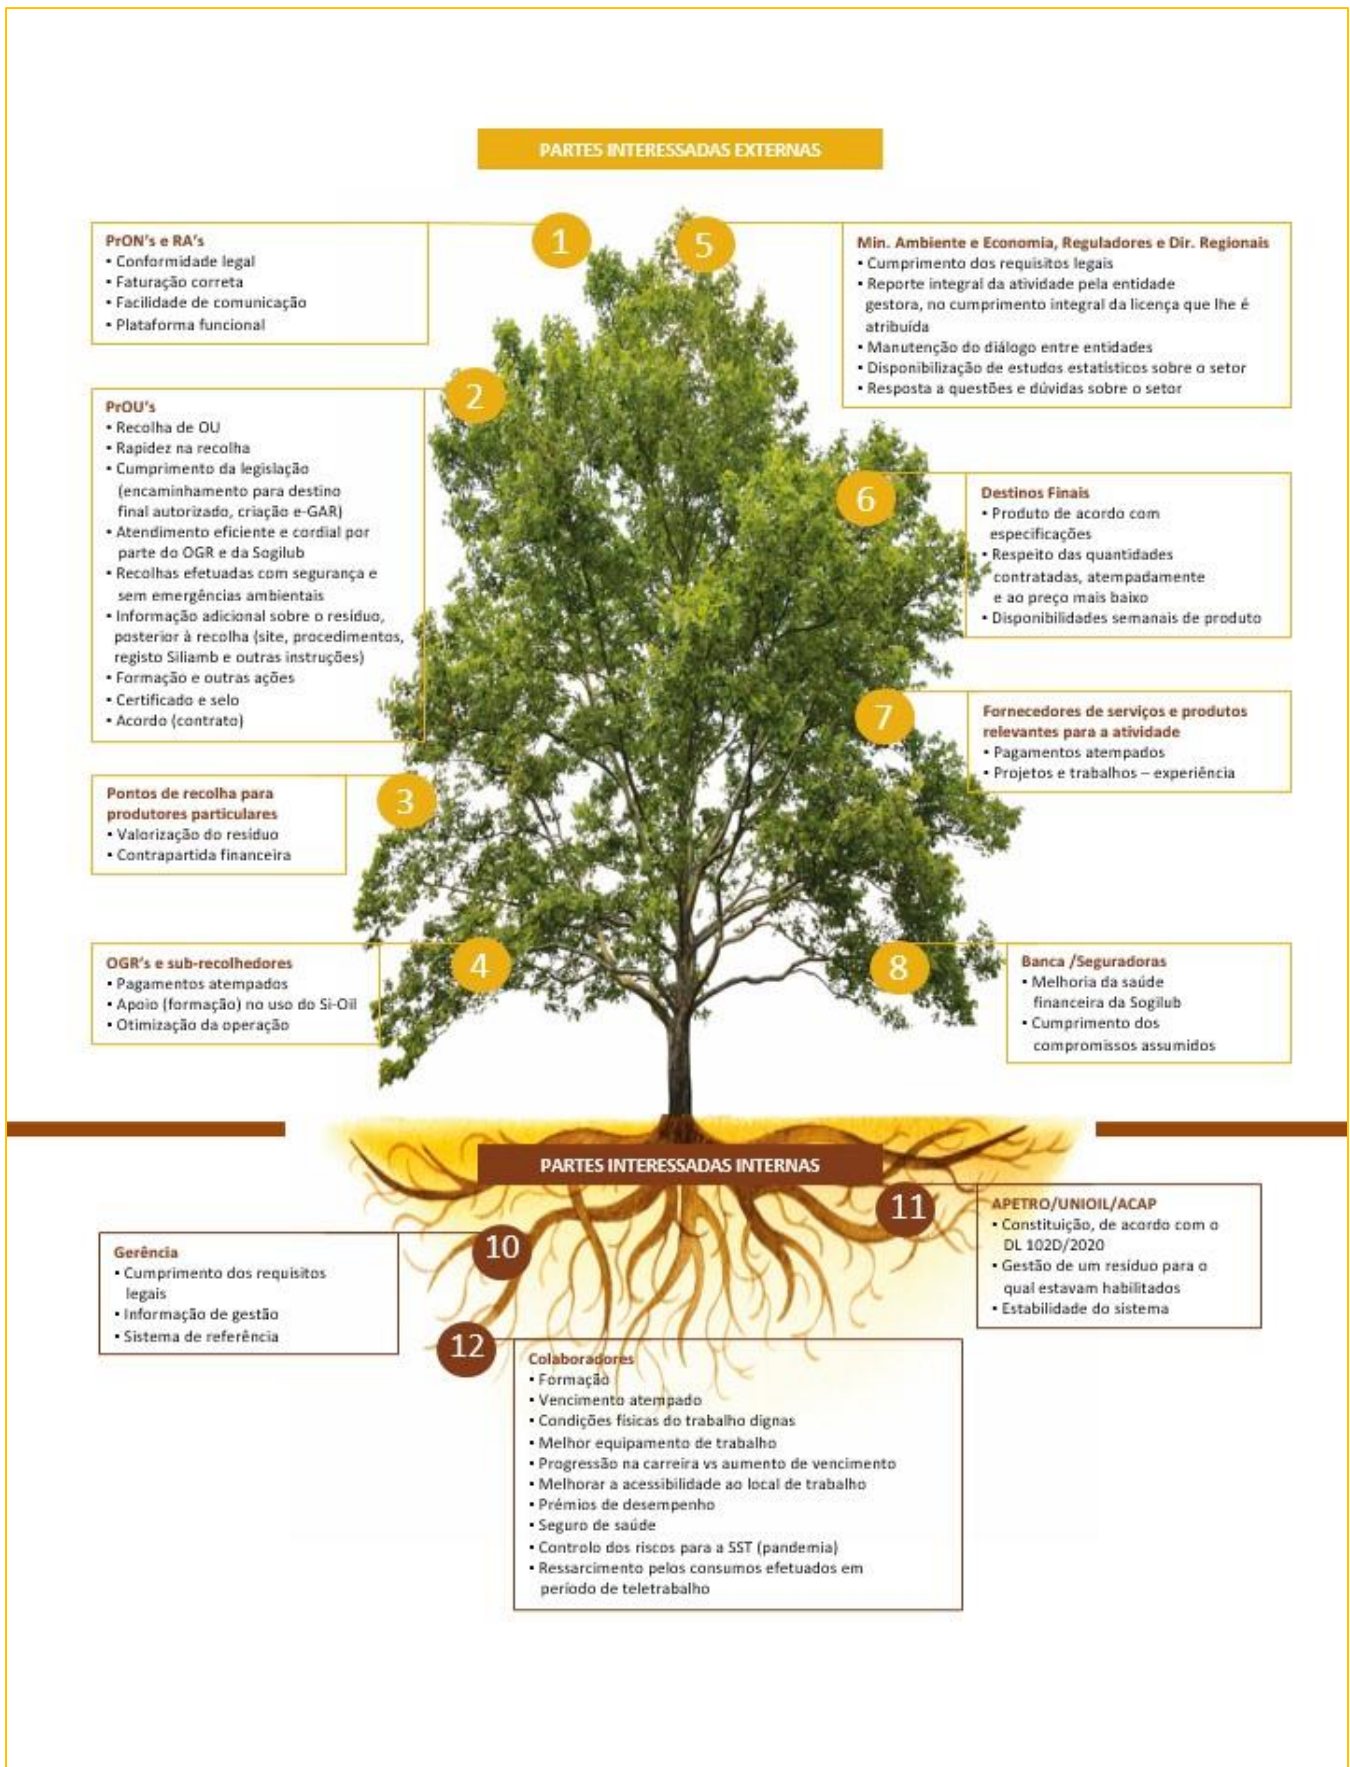 PARTES INTERESSADAS EXTERNAS
1
PrON's e RA's
▪ Conformidade legal
▪ Faturação correta
▪ Facilidade de comunicação
▪ Plataforma funcional
2
PrOU's
▪ Recolha de OU
▪ Rapidez na recolha
▪ Cumprimento da legislação
(encaminhamento para destino
final autorizado, criação e-GAR)
▪ Atendimento eficiente e cordial por
parte do OGR e da Sogilub
▪ Recolhas efetuadas com segurança e
sem emergências ambientais
▪ Informação adicional sobre o resíduo,
posterior à recolha (site, procedimentos,
registo Siliamb e outras instruções)
▪ Formação e outras ações
▪ Certificado e selo
▪ Acordo (contrato)
3
Pontos de recolha para
produtores particulares
▪ Valorização do resíduo
▪ Contrapartida financeira
4
OGR's e sub-recolhedores
▪ Pagamentos atempados
▪ Apoio (formação) no uso do Si-Oil
▪ Otimização da operação
5
Min. Ambiente e Economia, Reguladores e Dir. Regionais
▪ Cumprimento dos requisitos legais
▪ Reporte integral da atividade pela entidade
gestora, no cumprimento integral da licença que lhe é
atribuída
▪ Manutenção do diálogo entre entidades
▪ Disponibilização de estudos estatísticos sobre o setor
▪ Resposta a questões e dúvidas sobre o setor
6
Destinos Finais
▪ Produto de acordo com
especificações
▪ Respeito das quantidades
contratadas, atempadamente
e ao preço mais baixo
▪ Disponibilidades semanais de produto
7
Fornecedores de serviços e produtos
relevantes para a atividade
▪ Pagamentos atempados
▪ Projetos e trabalhos – experiência
8
Banca /Seguradoras
▪ Melhoria da saúde
financeira da Sogilub
▪ Cumprimento dos
compromissos assumidos
PARTES INTERESSADAS INTERNAS
10
Gerência
▪ Cumprimento dos requisitos
legais
▪ Informação de gestão
▪ Sistema de referência
11
APETRO/UNIOIL/ACAP
▪ Constituição, de acordo com o
DL 102D/2020
▪ Gestão de um resíduo para o
qual estavam habilitados
▪ Estabilidade do sistema
12
Colaboradores
▪ Formação
▪ Vencimento atempado
▪ Condições físicas do trabalho dignas
▪ Melhor equipamento de trabalho
▪ Progressão na carreira vs aumento de vencimento
▪ Melhorar a acessibilidade ao local de trabalho
▪ Prémios de desempenho
▪ Seguro de saúde
▪ Controlo dos riscos para a SST (pandemia)
▪ Ressarcimento pelos consumos efetuados em
período de teletrabalho